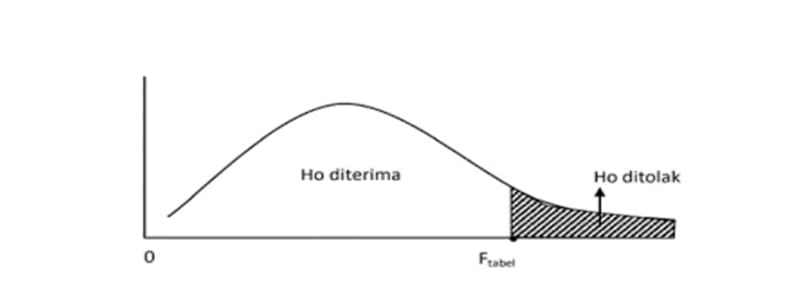 Ho diterima
Ho ditolak
0
Ftabel